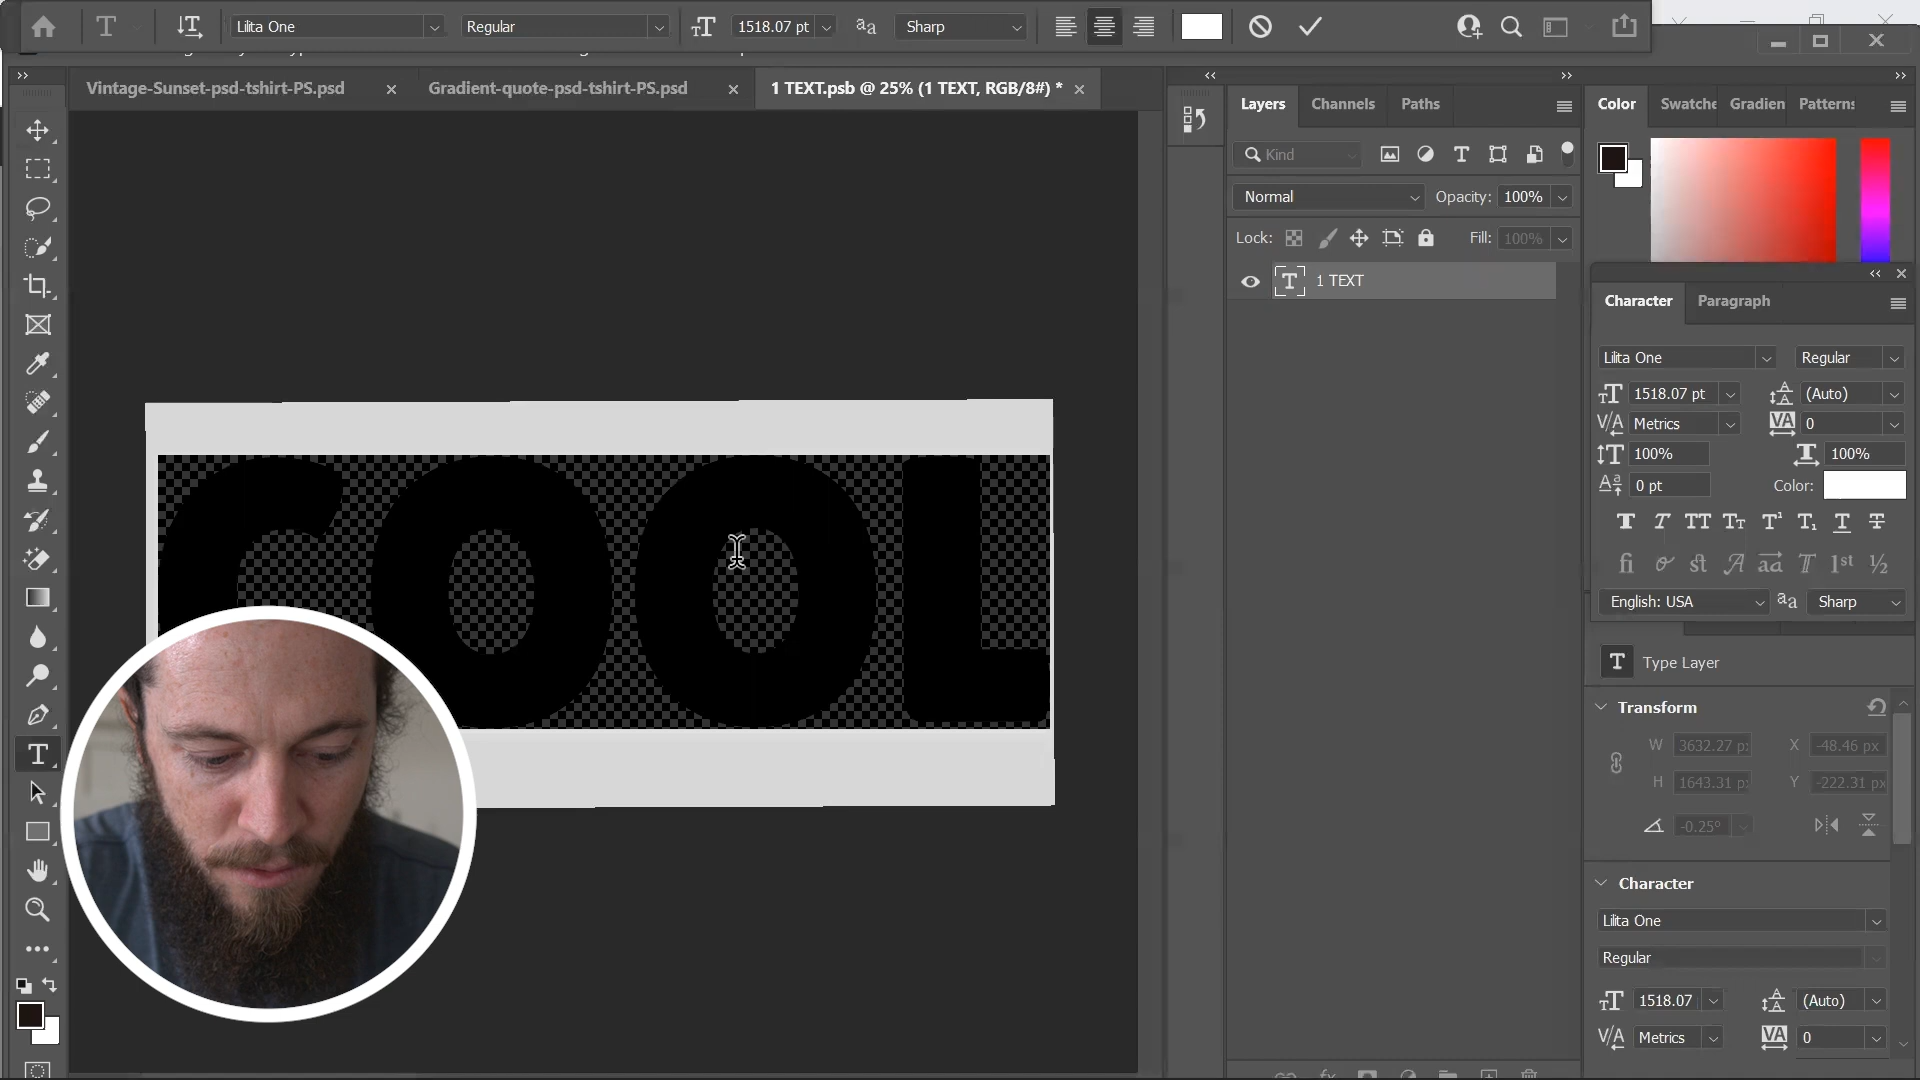 Lilita One
Regular
1518.07 pt
Sharp
Vintage-Sunset-psd-tshirt-PS.psd
Gradient-quote-psd-tshirt-PS.psd
1 TEXT.psb @ 25% (1 TEXT, RGB/8#) *
Layers
Channels
Paths
Color
Swatche
Gradien
Patterns
Kind
Normal
Opacity:
100%
Lock:
Fill:
100%
1 TEXT
Character
Paragraph
Lilita One
Regular
1518.07 pt
(Auto)
Metrics
0
100%
100%
0 pt
Color:
English: USA
Sharp
COOL
Type Layer
Transform
W
3632.27 p
X
-48.46 px
H
1643.31 p
Y
-222.31 px
-0.25°
Character
Lilita One
Regular
1518.07
(Auto)
Metrics
0